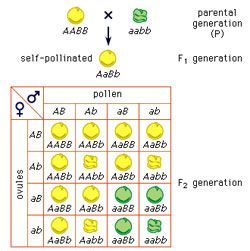 AABB × aabb
parental
generation
(P)
self-pollinated
AaBb
F1 generation
♂ pollen
♀
AB Ab aB ab
ovules
AB
AABB AABb AaBB AaBb
Ab
AABb AAbb AaBb Aabb
aB
AaBB AaBb aaBB aaBb
ab
AaBb Aabb aaBb aabb
F2 generation